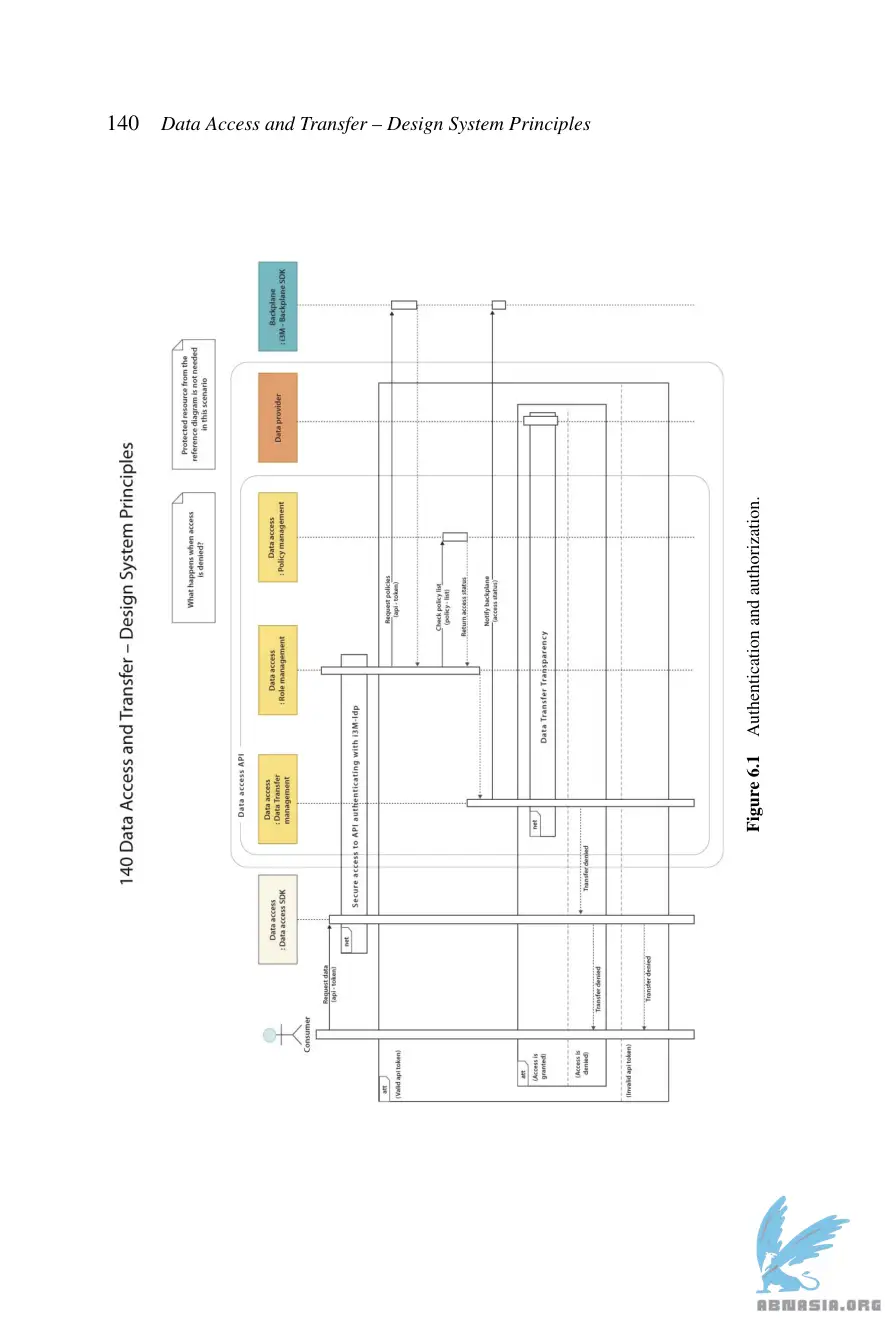 140 Data Access and Transfer – Design System Principles
140 Data Access and Transfer – Design System Principles
What happens when access
is denied?
Protected resource from the
reference diagram is not needed
in this scenario
Data access API
Consumer
Data access
: Data access SDK
Data access
: Data Transfer
management
Data access
: Role management
Data access
: Policy management
Data provider
Backplane
: i3M - Backplane SDK
Request data
(api - token)
net
Secure access to API authenticating with i3M-Idp
att
(Valid api token)
Request policies
(api - token)
Check policy list
(policy - list)
Return access status
Notify backplane
(access status)
att
(Access is
granted)
net
Data Transfer Transparency
(Access is
denied)
Transfer denied
Transfer denied
(Invalid api token)
Transfer denied
Figure 6.1 Authentication and authorization.
ABNASIA.ORG